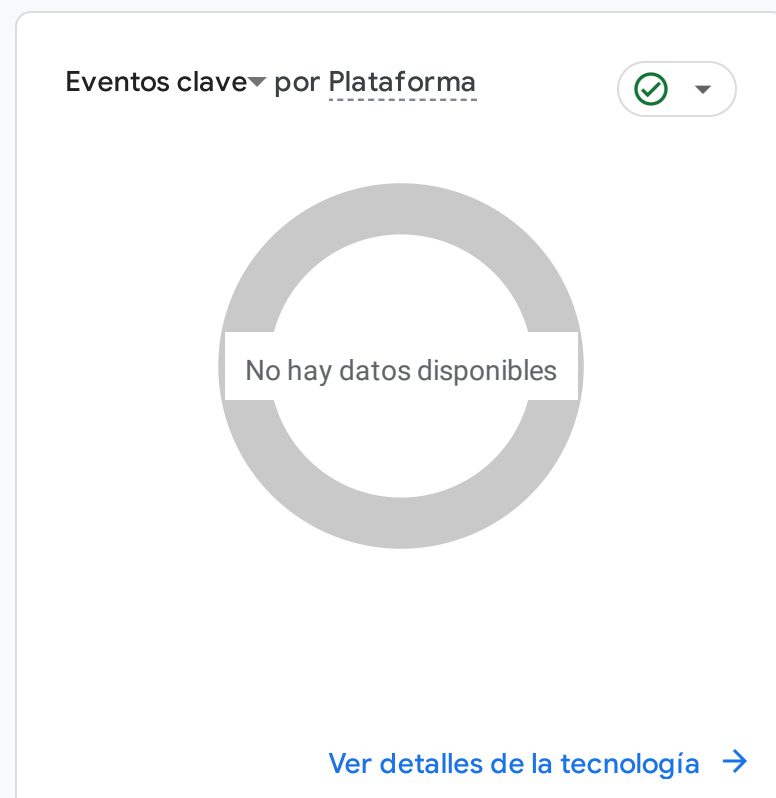 Eventos clave por Plataforma
No hay datos disponibles
Ver detalles de la tecnología